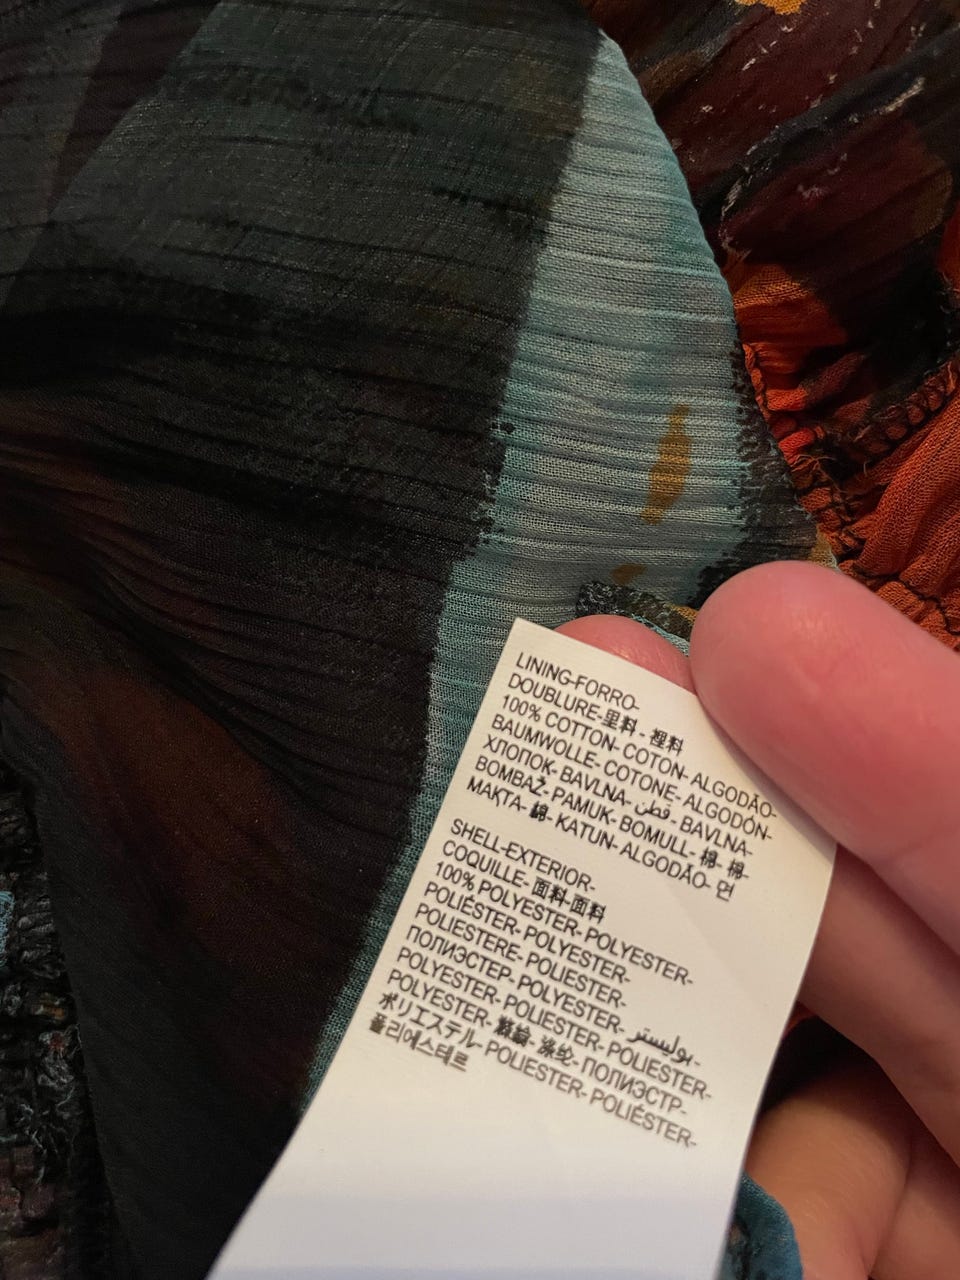 LINING-FORRO-
DOUBLURE-里料 - 裡料
100% COTTON- COTON- ALGODÃO-
BAUMWOLLE- COTONE- ALGODÓN-
ХЛОПОК- BAVLNA- قطن - BAVLNA-
BOMBAŽ- PAMUK- BOMULL- 棉- 棉-
МАҚТА- 綿- KATUN- ALGODÃO- 면
SHELL-EXTERIOR-
COQUILLE- 面料-面料
100% POLYESTER- POLYESTER-
POLIÉSTER- POLYESTER-
POLIESTERE- POLIESTER-
ПОЛИЭСТЕР- POLYESTER- بوليستر -
POLYESTER- POLIESTER- POLIESTER-
POLYESTER- 聚酯綸- 涤纶- ПОЛИЭСТР-
ポリエステル- POLIESTER- POLIÉSTER-
폴리에스테르